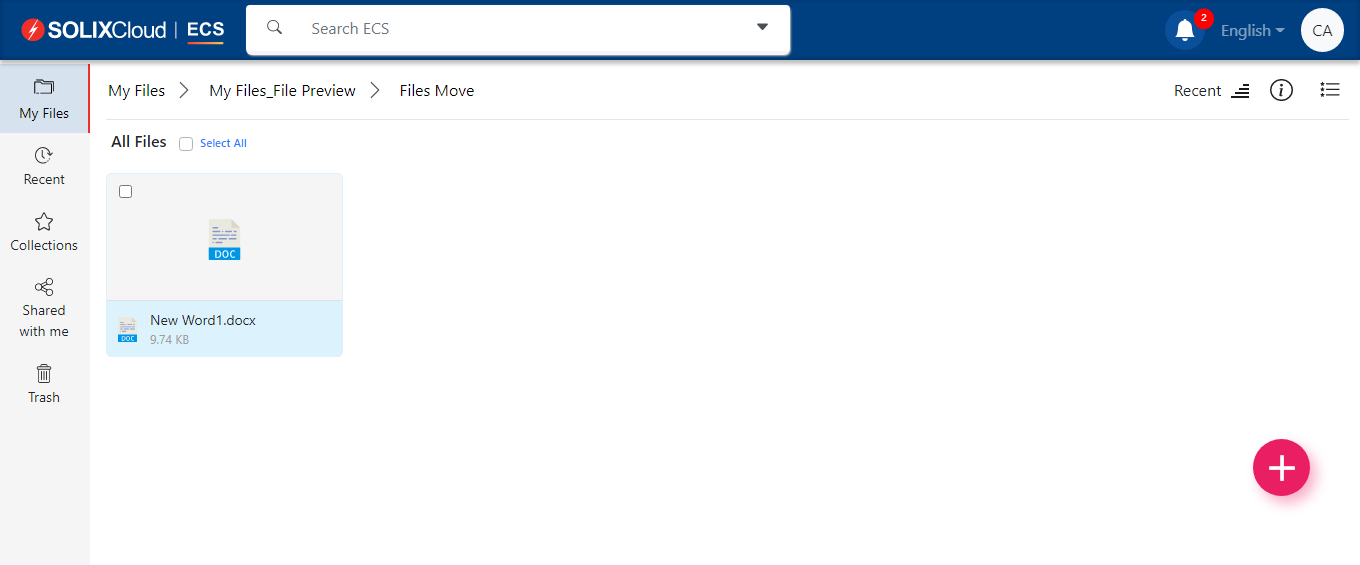 SOLIXCloud | ECS
Search ECS
2
English
CA
My Files
Recent
Collections
Shared
with me
Trash
My Files > My Files_File Preview > Files Move
Recent
All Files
Select All
DOC
DOC
New Word1.docx
9.74 KB